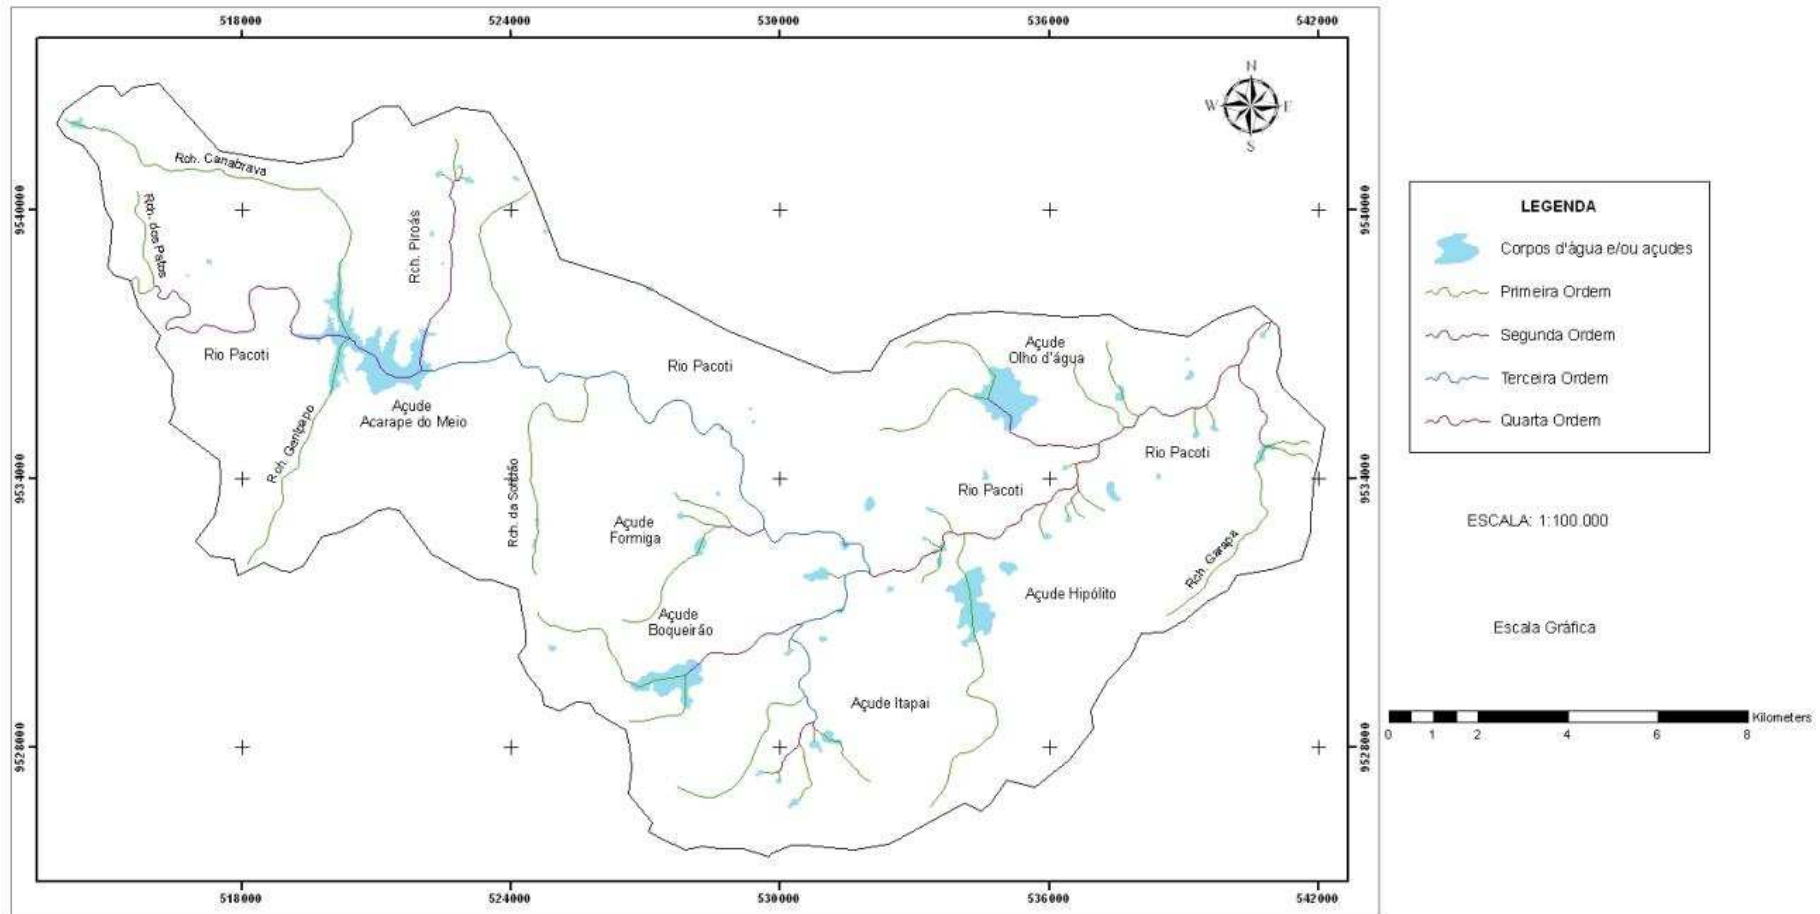 518000
524000
530000
536000
542000
N
W
E
S
Rch. Canabrava
9540000
9540000
Rch. dos Patos
Rch. Piroás
LEGENDA
Corpos d'água e/ou açudes
Primeira Ordem
Segunda Ordem
Terceira Ordem
Quarta Ordem
Rio Pacoti
Rio Pacoti
Açude
Olho d'água
Açude
Acarape do Meio
Rch. Genipapo
Rio Pacoti
9534000
9534000
Rch. da Solidão
Rio Pacoti
Açude
Formiga
ESCALA: 1:100.000
Rch. Garapa
Açude Hipólito
Açude
Boqueirão
Escala Gráfica
Açude Itapai
Kilometers
0 1 2 4 6 8
9528000
9528000
518000
524000
530000
536000
542000